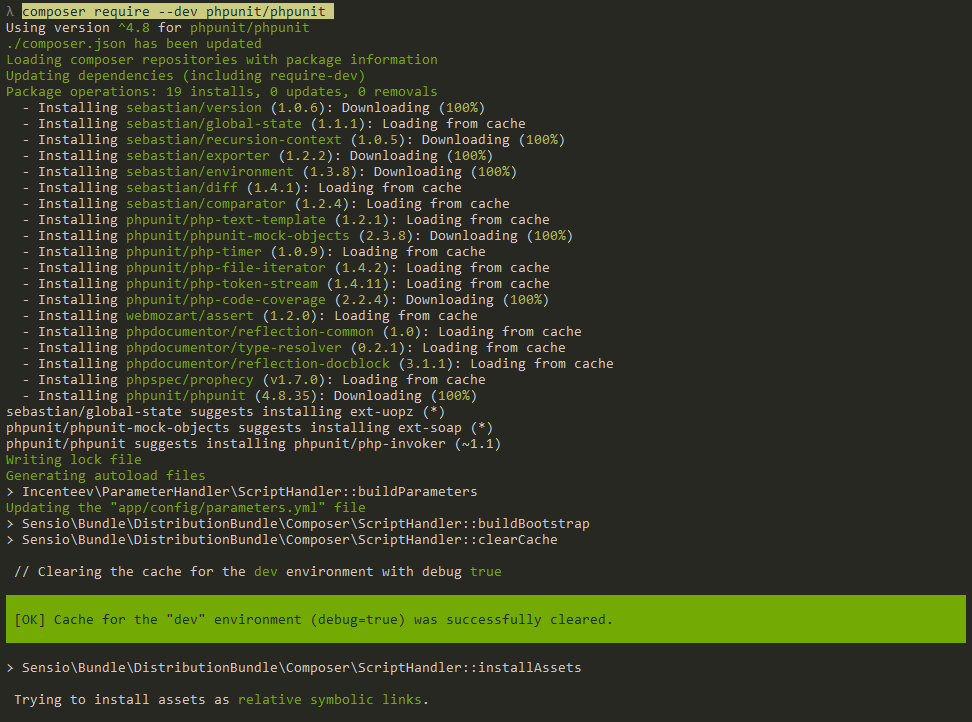 λ composer require --dev phpunit/phpunit
Using version ^4.8 for phpunit/phpunit
./composer.json has been updated
Loading composer repositories with package information
Updating dependencies (including require-dev)
Package operations: 19 installs, 0 updates, 0 removals
  - Installing sebastian/version (1.0.6): Downloading (100%)
  - Installing sebastian/global-state (1.1.1): Loading from cache
  - Installing sebastian/recursion-context (1.0.5): Downloading (100%)
  - Installing sebastian/exporter (1.2.2): Downloading (100%)
  - Installing sebastian/environment (1.3.8): Downloading (100%)
  - Installing sebastian/diff (1.4.1): Loading from cache
  - Installing sebastian/comparator (1.2.4): Loading from cache
  - Installing phpunit/php-text-template (1.2.1): Loading from cache
  - Installing phpunit/phpunit-mock-objects (2.3.8): Downloading (100%)
  - Installing phpunit/php-timer (1.0.9): Loading from cache
  - Installing phpunit/php-file-iterator (1.4.2): Loading from cache
  - Installing phpunit/php-token-stream (1.4.11): Loading from cache
  - Installing phpunit/php-code-coverage (2.2.4): Downloading (100%)
  - Installing webmozart/assert (1.2.0): Loading from cache
  - Installing phpdocumentor/reflection-common (1.0): Loading from cache
  - Installing phpdocumentor/type-resolver (0.2.1): Loading from cache
  - Installing phpdocumentor/reflection-docblock (3.1.1): Loading from cache
  - Installing phpspec/prophecy (v1.7.0): Loading from cache
  - Installing phpunit/phpunit (4.8.35): Downloading (100%)
sebastian/global-state suggests installing ext-uopz (*)
phpunit/phpunit-mock-objects suggests installing ext-soap (*)
phpunit/phpunit suggests installing phpunit/php-invoker (~1.1)
Writing lock file
Generating autoload files
> Incenteev\ParameterHandler\ScriptHandler::buildParameters
Updating the "app/config/parameters.yml" file
> Sensio\Bundle\DistributionBundle\Composer\ScriptHandler::buildBootstrap
> Sensio\Bundle\DistributionBundle\Composer\ScriptHandler::clearCache
 // Clearing the cache for the dev environment with debug true
 [OK] Cache for the "dev" environment (debug=true) was successfully cleared.
> Sensio\Bundle\DistributionBundle\Composer\ScriptHandler::installAssets
 Trying to install assets as relative symbolic links.